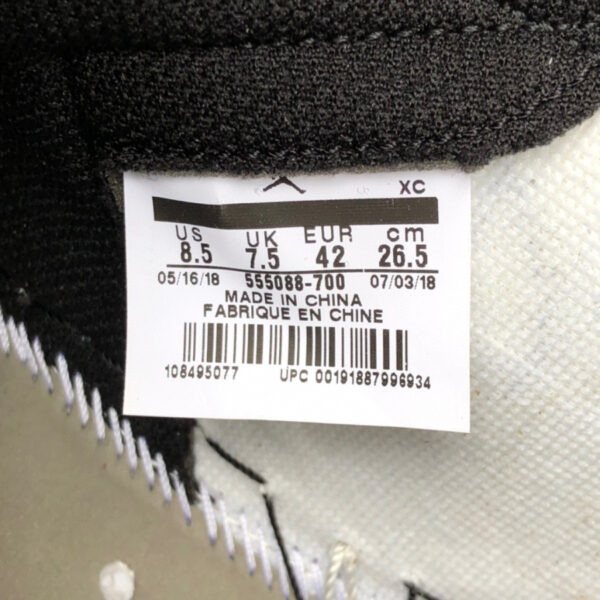 XC
US UK EUR cm
8.5 7.5 42 26.5
05/16/18 555088-700 07/03/18
MADE IN CHINA
FABRIQUE EN CHINE
108495077 UPC 00191887996934